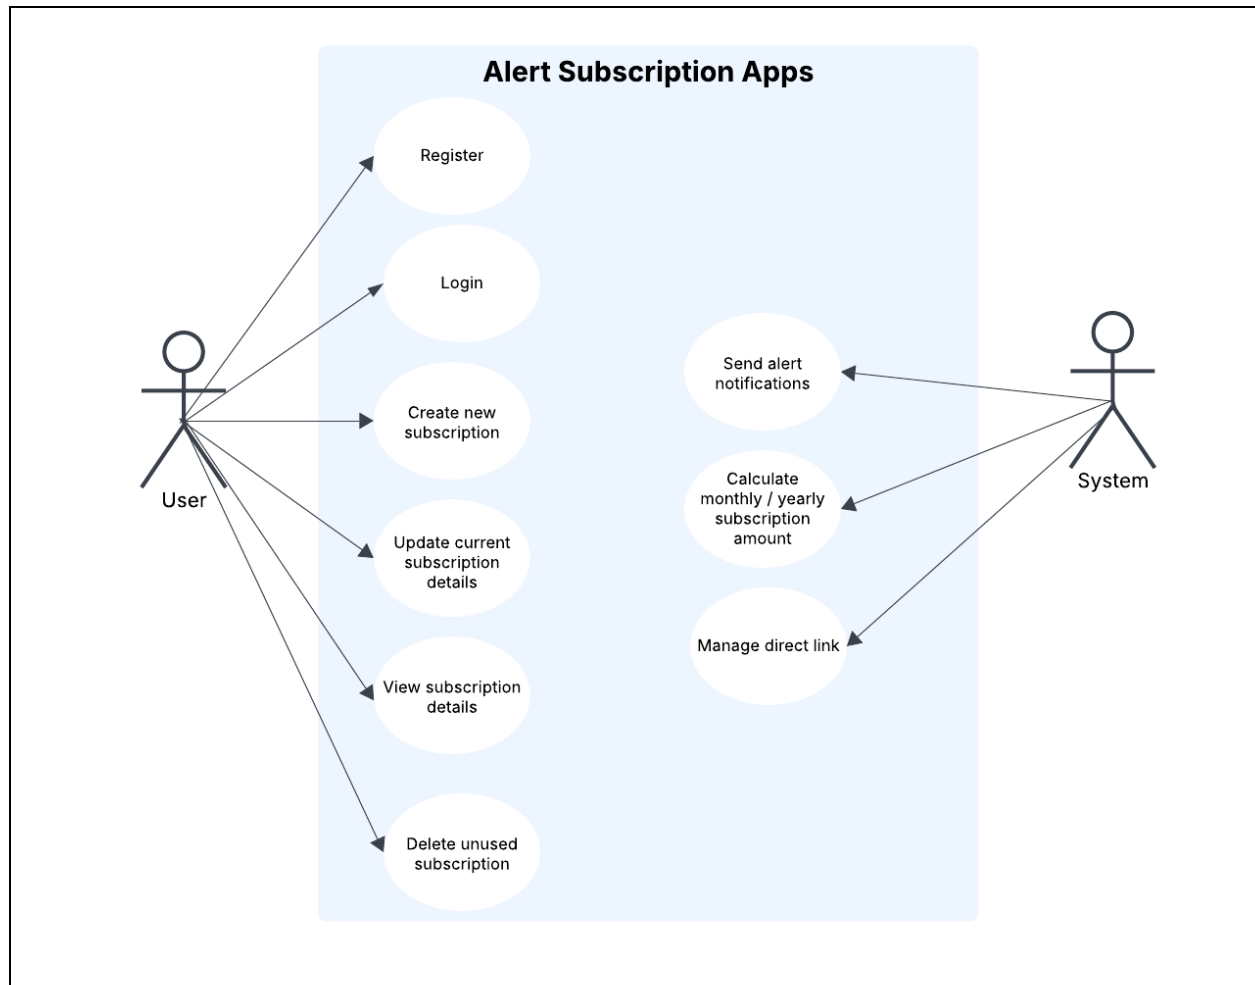 Alert Subscription Apps
Register
Login
Create new
subscription
Update current
subscription
details
View subscription
details
Delete unused
subscription
User
Send alert
notifications
Calculate
monthly / yearly
subscription
amount
Manage direct link
System